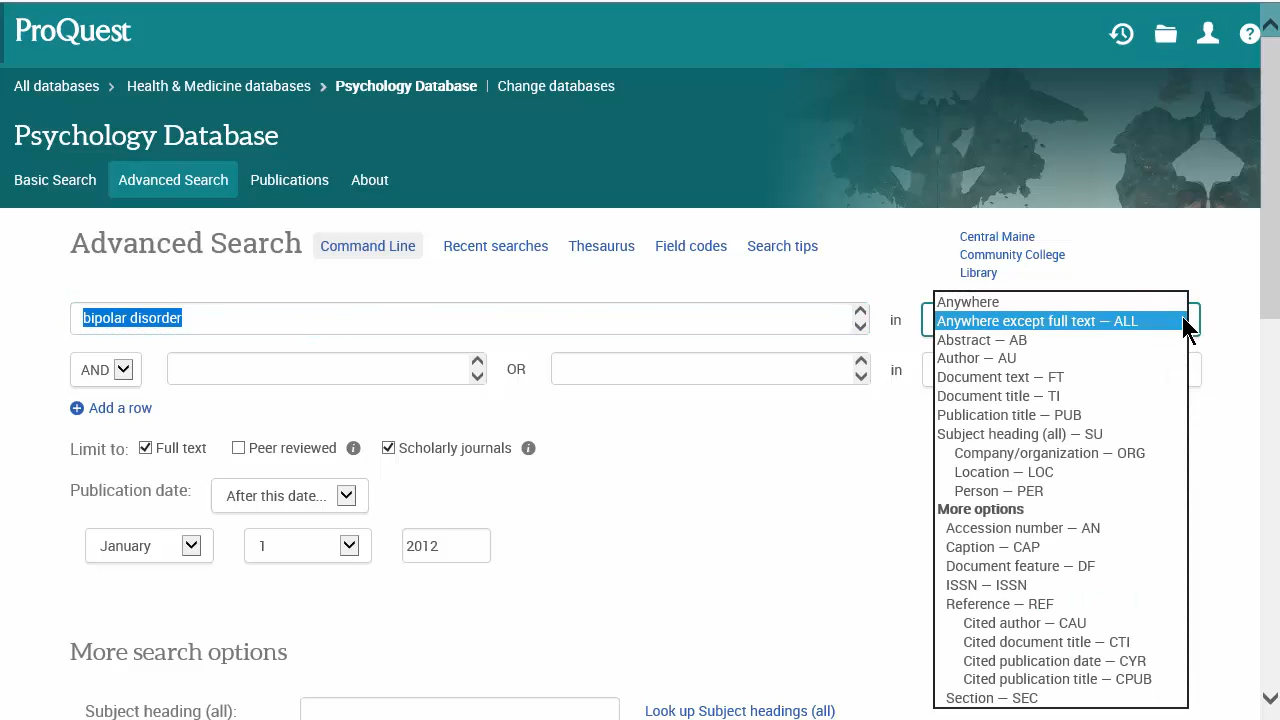 ProQuest
?
All databases > Health & Medicine databases > Psychology Database | Change databases
Psychology Database
Basic Search Advanced Search Publications About
Advanced Search Command Line Recent searches Thesaurus Field codes Search tips
Central Maine
Community College
Library
bipolar disorder in
AND OR in
Add a row
Limit to: Full text Peer reviewed i Scholarly journals i
Publication date: After this date...
January 1 2012
More search options
Subject heading (all): Look up Subject headings (all)
Anywhere
Anywhere except full text — ALL
Abstract — AB
Author — AU
Document text — FT
Document title — TI
Publication title — PUB
Subject heading (all) — SU
Company/organization — ORG
Location — LOC
Person — PER
More options
Accession number — AN
Caption — CAP
Document feature — DF
ISSN — ISSN
Reference — REF
Cited author — CAU
Cited document title — CTI
Cited publication date — CYR
Cited publication title — CPUB
Section — SEC